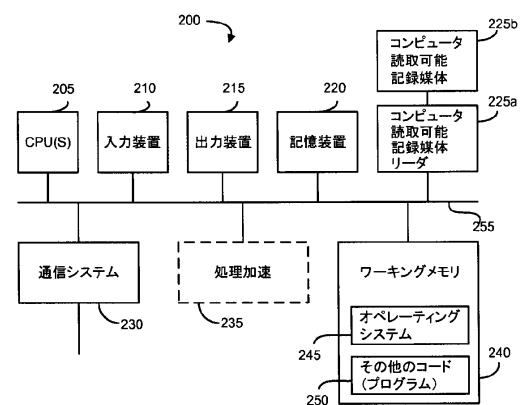 200
225b
コンピュータ
読取可能
記録媒体
205
210
215
220
225a
CPU(S)
入力装置
出力装置
記憶装置
コンピュータ
読取可能
記録媒体
リーダ
255
通信システム
処理加速
ワーキングメモリ
230
235
オペレーティング
システム
245
240
その他のコード
(プログラム)
250